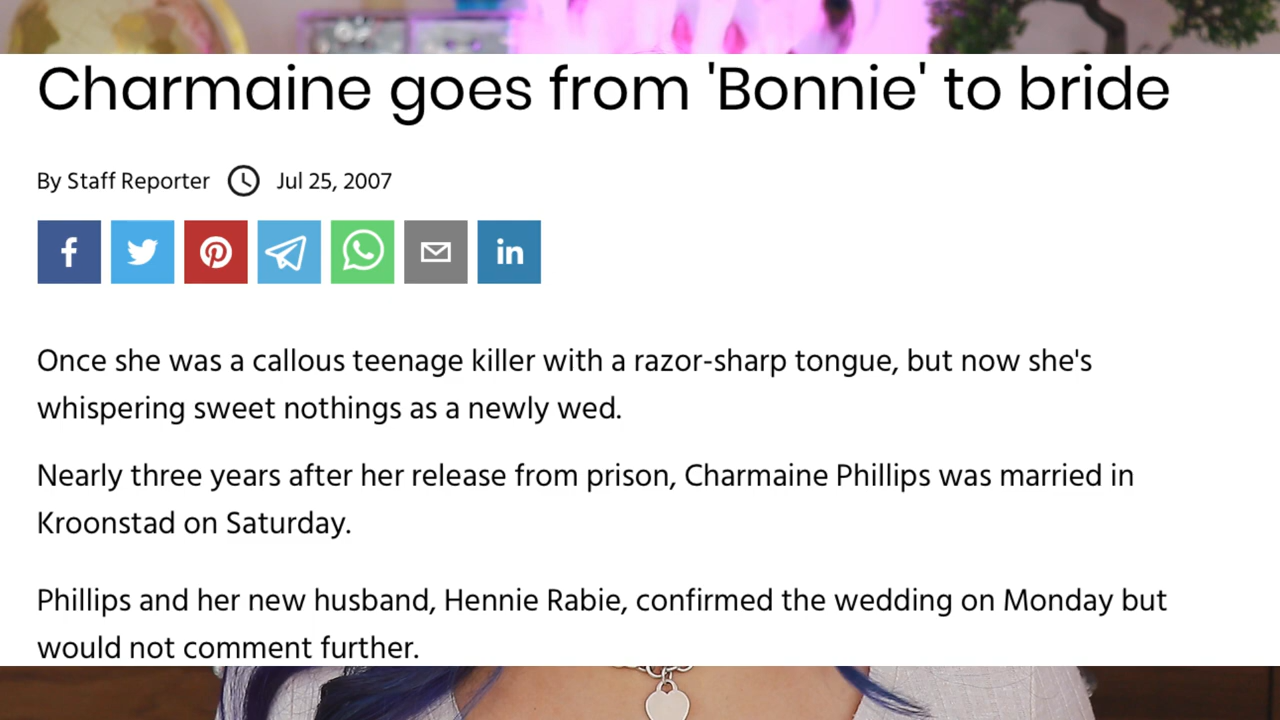 Charmaine goes from 'Bonnie' to bride
By Staff Reporter Jul 25, 2007
Once she was a callous teenage killer with a razor-sharp tongue, but now she's
whispering sweet nothings as a newly wed.
Nearly three years after her release from prison, Charmaine Phillips was married in
Kroonstad on Saturday.
Phillips and her new husband, Hennie Rabie, confirmed the wedding on Monday but
would not comment further.